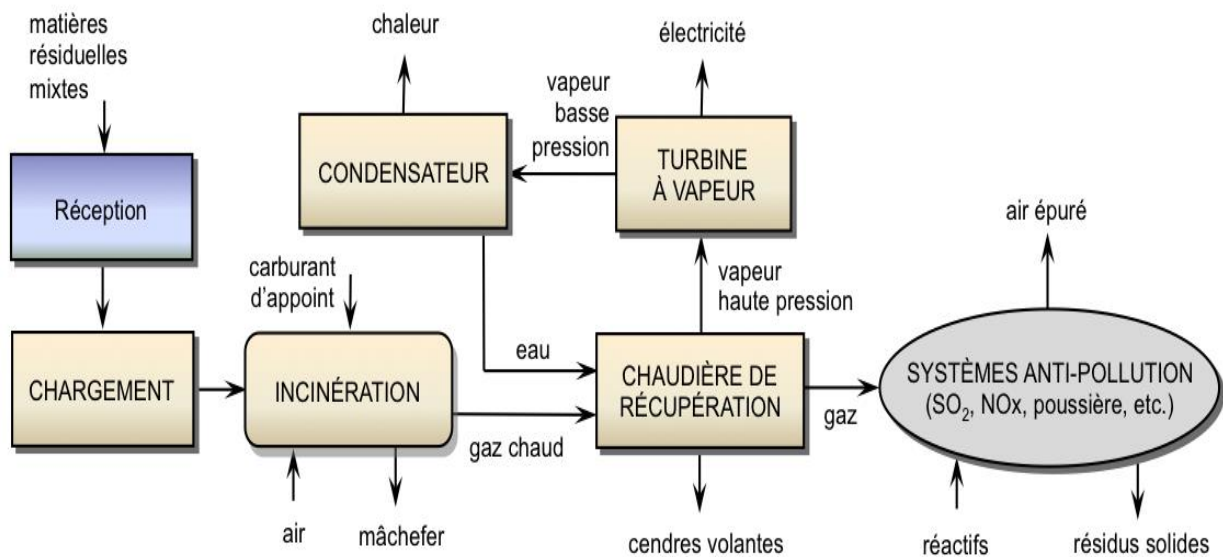 matières
résiduelles
mixtes
Réception
CHARGEMENT
chaleur
CONDENSATEUR
vapeur
basse
pression
électricité
TURBINE
À VAPEUR
carburant
d'appoint
INCINÉRATION
air
mâchefer
eau
gaz chaud
vapeur
haute pression
CHAUDIÈRE DE
RÉCUPÉRATION
cendres volantes
gaz
air épuré
SYSTÈMES ANTI-POLLUTION
(SO₂, NOx, poussière, etc.)
réactifs
résidus solides